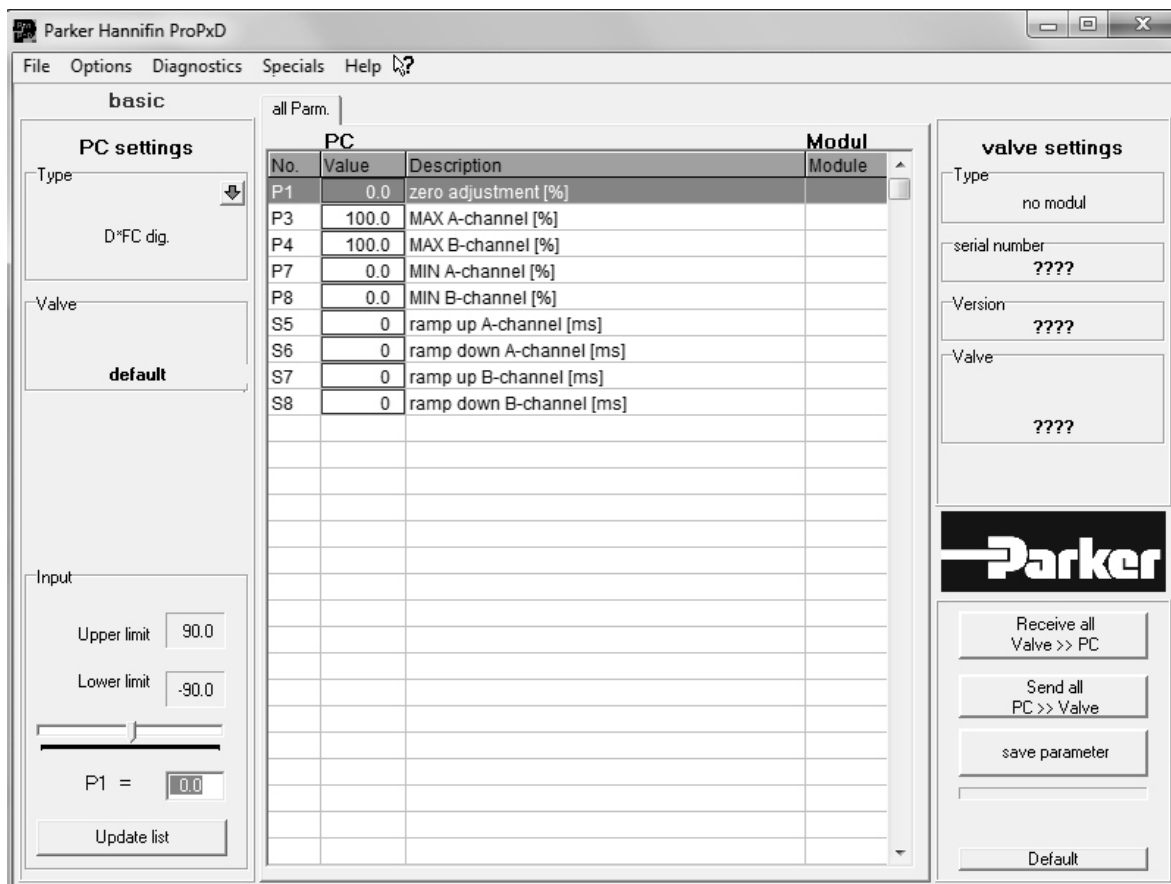 Parker Hannifin ProPxD
File Options Diagnostics Specials Help
basic
PC settings
Type
D*FC dig.
Valve
default
Input
Upper limit 90.0
Lower limit -90.0
P1 = 0.0
Update list
all Parm.
PC Modul
No. Value Description Module
P1 0.0 zero adjustment [%]
P3 100.0 MAX A-channel [%]
P4 100.0 MAX B-channel [%]
P7 0.0 MIN A-channel [%]
P8 0.0 MIN B-channel [%]
S5 0 ramp up A-channel [ms]
S6 0 ramp down A-channel [ms]
S7 0 ramp up B-channel [ms]
S8 0 ramp down B-channel [ms]
valve settings
Type
no modul
serial number
????
Version
????
Valve
????
Parker
Receive all
Valve >> PC
Send all
PC >> Valve
save parameter
Default